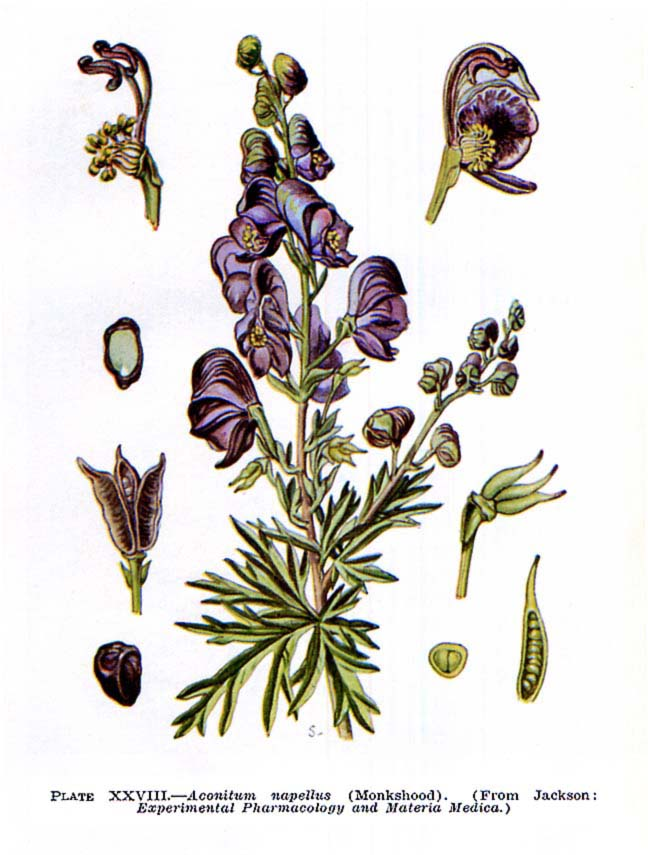 S.
PLATE XXVIII.—Aconitum napellus (Monkshood). (From Jackson:
Experimental Pharmacology and Materia Medica.)